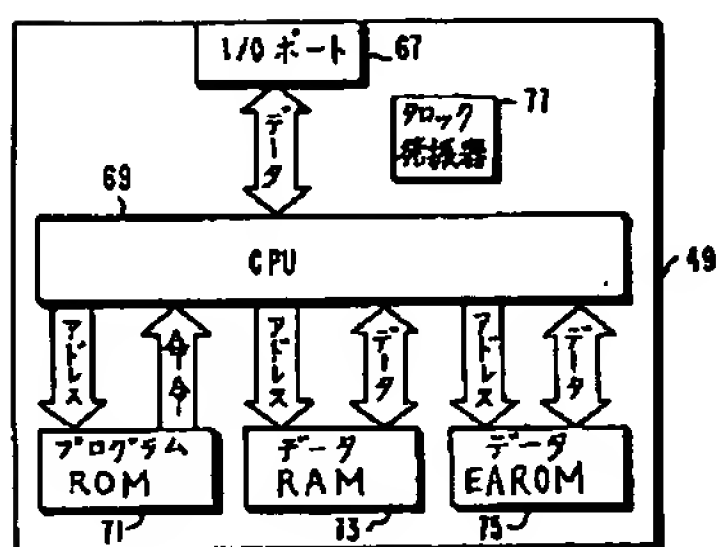 I/Oポート
67
データ
77
クロック
発振器
69
CPU
49
アドレス
命令
アドレス
データ
アドレス
データ
プログラム
ROM
データ
RAM
データ
EAROM
71
73
75